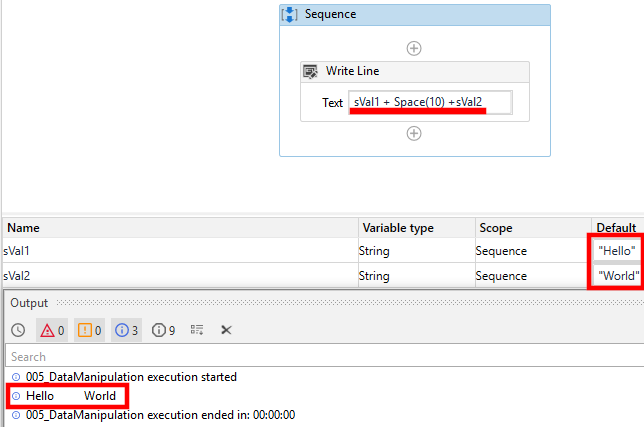 Sequence
Write Line
Text sVal1 + Space(10) +sVal2
Name Variable type Scope Default
sVal1 String Sequence "Hello"
sVal2 String Sequence "World"
Output
0 0 3 9
Search
005_DataManipulation execution started
Hello          World
005_DataManipulation execution ended in: 00:00:00